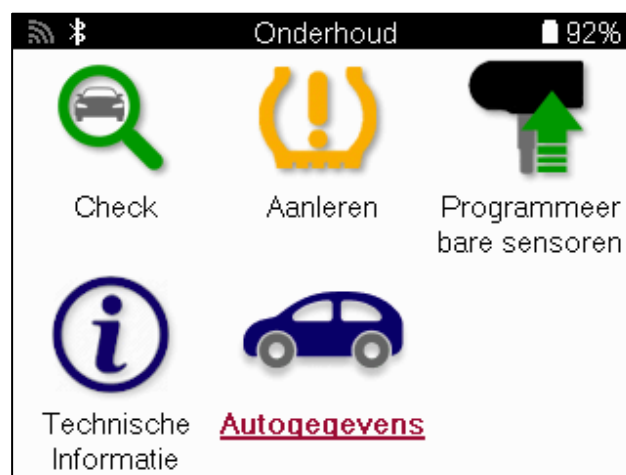 Onderhoud 92%
Check
Aanleren
Programmeer
bare sensoren
Technische
Informatie
Autogegevens